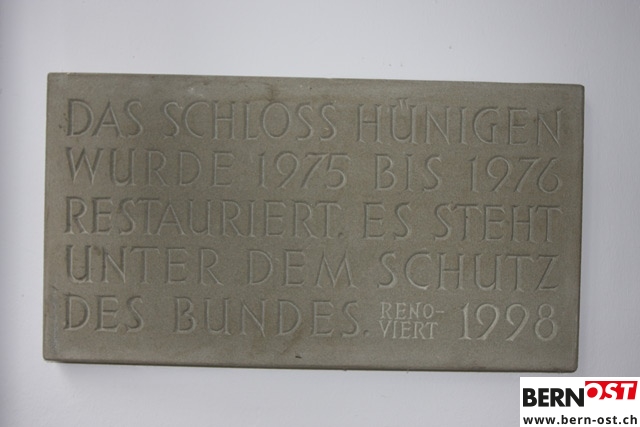 DAS SCHLOSS HÜNIGEN
WURDE 1975 BIS 1976
RESTAURIERT. ES STEHT
UNTER DEM SCHUTZ
DES BUNDES. RENO-
VIERT 1998
BERNOST
www.bern-ost.ch